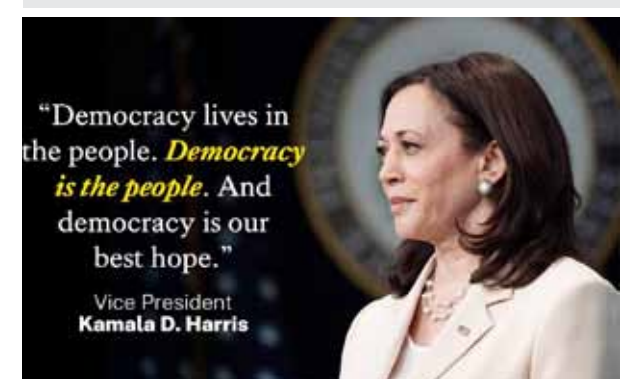 “Democracy lives in
the people. Democracy
is the people. And
democracy is our
best hope.”
Vice President
Kamala D. Harris